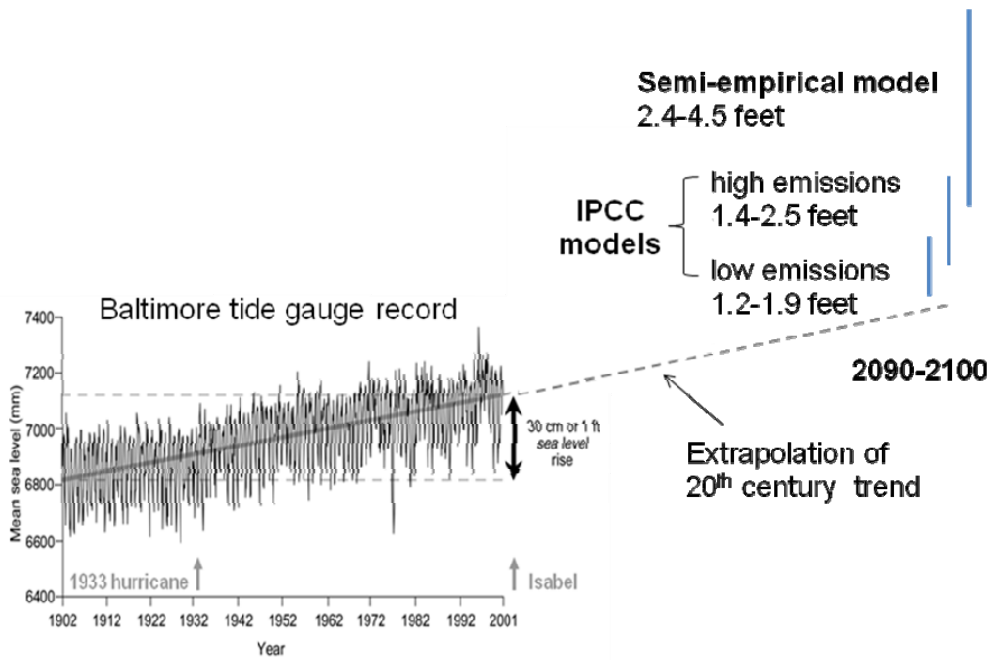 Semi-empirical model
2.4-4.5 feet
IPCC
models
high emissions
1.4-2.5 feet
low emissions
1.2-1.9 feet
Baltimore tide gauge record
7400
7200
7000
6800
6600
6400
Mean sea level (mm)
30 cm or 1 ft
sea level
rise
2090-2100
Extrapolation of
20th century trend
1933 hurricane
Isabel
1902 1912 1922 1932 1942 1952 1962 1972 1982 1992 2001
Year